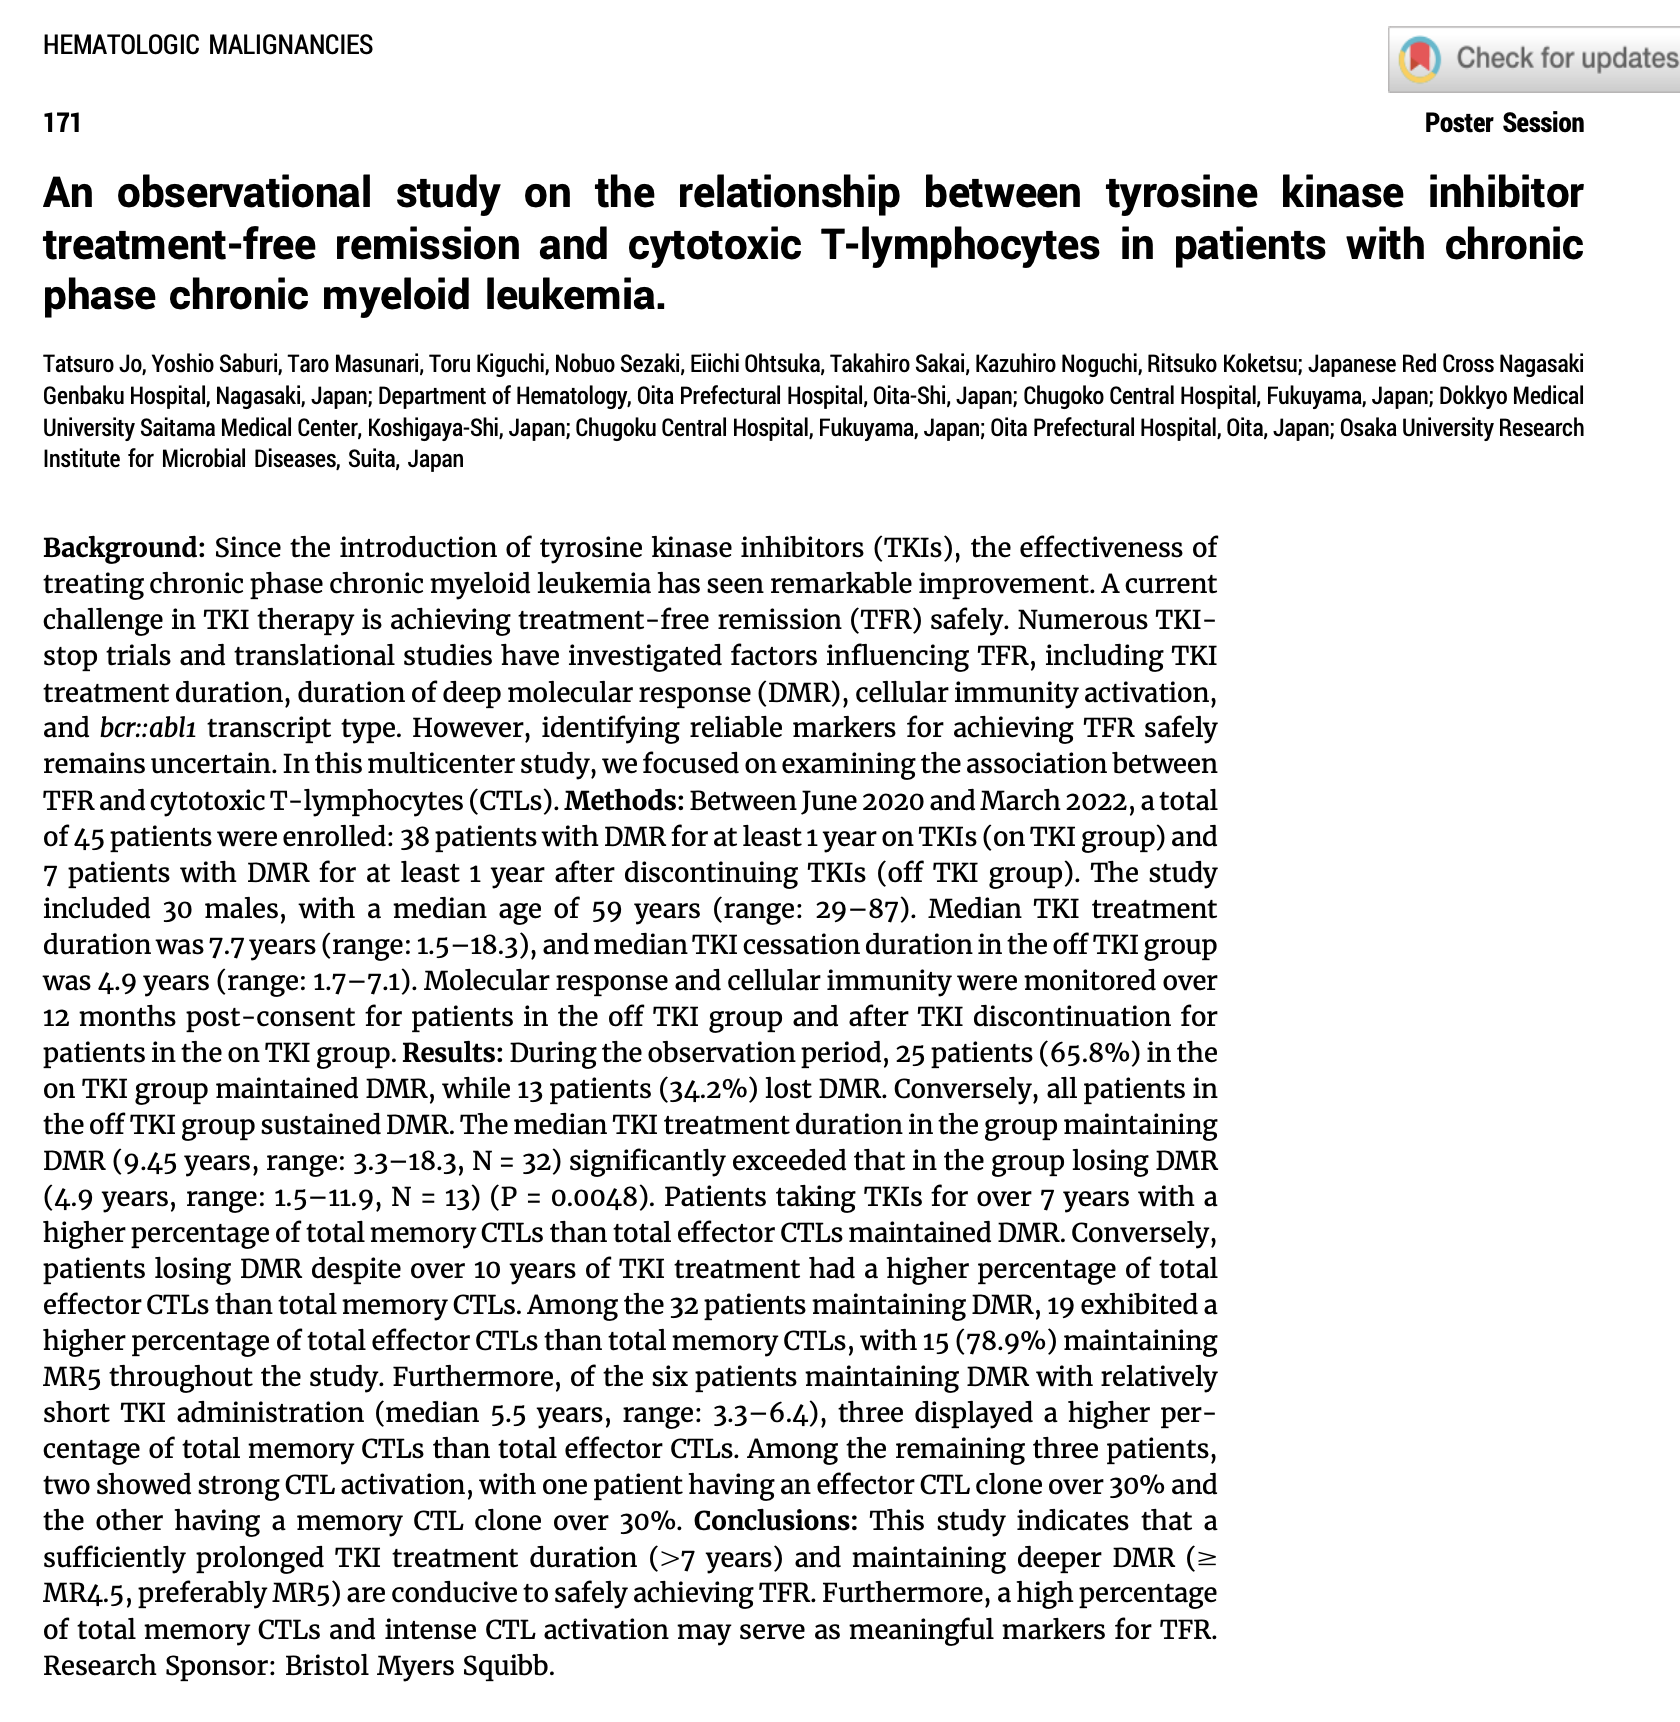 HEMATOLOGIC MALIGNANCIES
Check for updates
171
Poster Session
An observational study on the relationship between tyrosine kinase inhibitor
treatment-free remission and cytotoxic T-lymphocytes in patients with chronic
phase chronic myeloid leukemia.
Tatsuro Jo, Yoshio Saburi, Taro Masunari, Toru Kiguchi, Nobuo Sezaki, Eiichi Ohtsuka, Takahiro Sakai, Kazuhiro Noguchi, Ritsuko Koketsu; Japanese Red Cross Nagasaki
Genbaku Hospital, Nagasaki, Japan; Department of Hematology, Oita Prefectural Hospital, Oita-Shi, Japan; Chugoko Central Hospital, Fukuyama, Japan; Dokkyo Medical
University Saitama Medical Center, Koshigaya-Shi, Japan; Chugoku Central Hospital, Fukuyama, Japan; Oita Prefectural Hospital, Oita, Japan; Osaka University Research
Institute for Microbial Diseases, Suita, Japan
Background: Since the introduction of tyrosine kinase inhibitors (TKIs), the effectiveness of
treating chronic phase chronic myeloid leukemia has seen remarkable improvement. A current
challenge in TKI therapy is achieving treatment-free remission (TFR) safely. Numerous TKI-
stop trials and translational studies have investigated factors influencing TFR, including TKI
treatment duration, duration of deep molecular response (DMR), cellular immunity activation,
and bcr::abl1 transcript type. However, identifying reliable markers for achieving TFR safely
remains uncertain. In this multicenter study, we focused on examining the association between
TFR and cytotoxic T-lymphocytes (CTLs). Methods: Between June 2020 and March 2022, a total
of 45 patients were enrolled: 38 patients with DMR for at least 1 year on TKIs (on TKI group) and
7 patients with DMR for at least 1 year after discontinuing TKIs (off TKI group). The study
included 30 males, with a median age of 59 years (range: 29–87). Median TKI treatment
duration was 7.7 years (range: 1.5–18.3), and median TKI cessation duration in the off TKI group
was 4.9 years (range: 1.7–7.1). Molecular response and cellular immunity were monitored over
12 months post-consent for patients in the off TKI group and after TKI discontinuation for
patients in the on TKI group. Results: During the observation period, 25 patients (65.8%) in the
on TKI group maintained DMR, while 13 patients (34.2%) lost DMR. Conversely, all patients in
the off TKI group sustained DMR. The median TKI treatment duration in the group maintaining
DMR (9.45 years, range: 3.3–18.3, N = 32) significantly exceeded that in the group losing DMR
(4.9 years, range: 1.5–11.9, N = 13) (P = 0.0048). Patients taking TKIs for over 7 years with a
higher percentage of total memory CTLs than total effector CTLs maintained DMR. Conversely,
patients losing DMR despite over 10 years of TKI treatment had a higher percentage of total
effector CTLs than total memory CTLs. Among the 32 patients maintaining DMR, 19 exhibited a
higher percentage of total effector CTLs than total memory CTLs, with 15 (78.9%) maintaining
MR5 throughout the study. Furthermore, of the six patients maintaining DMR with relatively
short TKI administration (median 5.5 years, range: 3.3–6.4), three displayed a higher per-
centage of total memory CTLs than total effector CTLs. Among the remaining three patients,
two showed strong CTL activation, with one patient having an effector CTL clone over 30% and
the other having a memory CTL clone over 30%. Conclusions: This study indicates that a
sufficiently prolonged TKI treatment duration (>7 years) and maintaining deeper DMR (≥
MR4.5, preferably MR5) are conducive to safely achieving TFR. Furthermore, a high percentage
of total memory CTLs and intense CTL activation may serve as meaningful markers for TFR.
Research Sponsor: Bristol Myers Squibb.